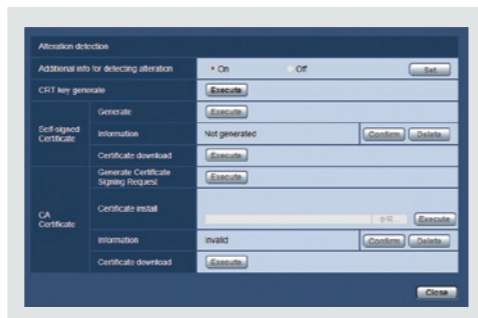 Alteration detection
Additional info for detecting alteration On Off Set
CRT key generate Execute
Self-signed Certificate
Generate Execute
Information Not generated Confirm Delete
Certificate download Execute
CA Certificate
Generate Certificate Signing Request Execute
Certificate install Execute
Information Invalid Confirm Delete
Certificate download Execute
Close